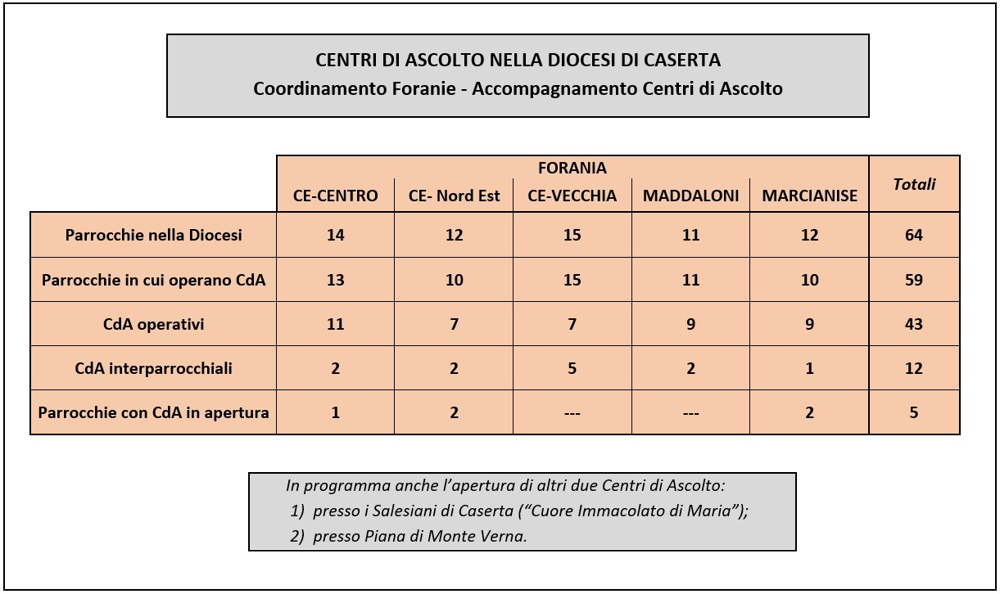 CENTRI DI ASCOLTO NELLA DIOCESI DI CASERTA
Coordinamento Foranie - Accompagnamento Centri di Ascolto
FORANIA
Totali
CE-CENTRO CE- Nord Est CE-VECCHIA MADDALONI MARCIANISE
Parrocchie nella Diocesi 14 12 15 11 12 64
Parrocchie in cui operano CdA 13 10 15 11 10 59
CdA operativi 11 7 7 9 9 43
CdA interparrocchiali 2 2 5 2 1 12
Parrocchie con CdA in apertura 1 2 --- --- 2 5
In programma anche l’apertura di altri due Centri di Ascolto:
1) presso i Salesiani di Caserta (“Cuore Immacolato di Maria”);
2) presso Piana di Monte Verna.